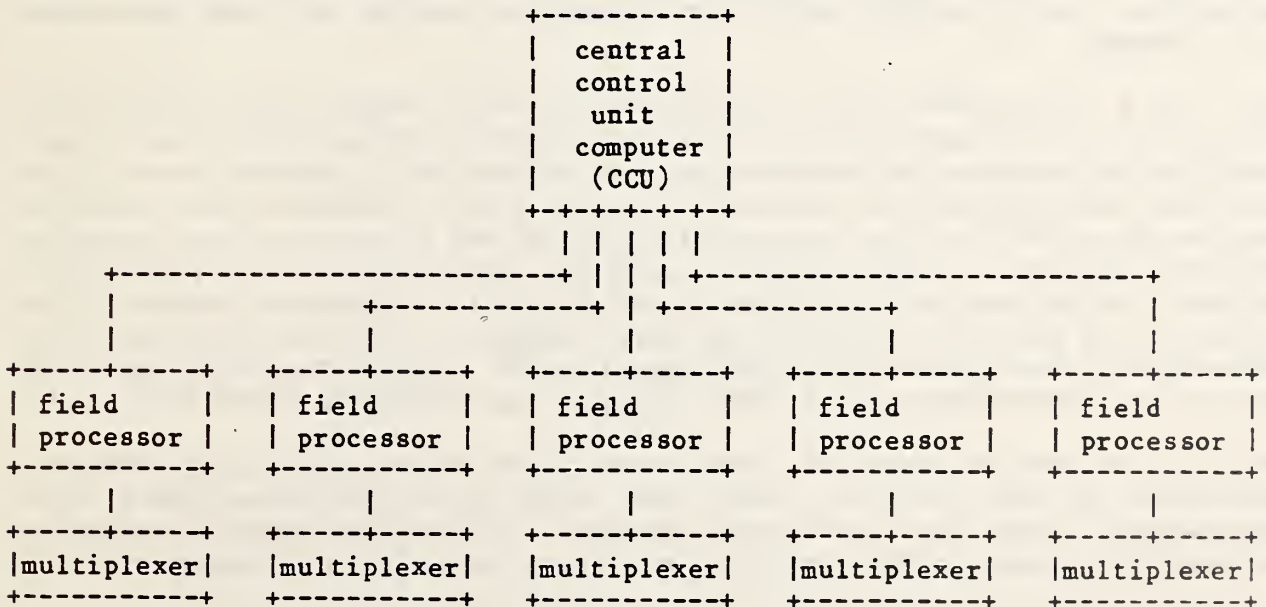 central
control
unit
computer
(CCU)
field field field field field
processor processor processor processor processor
multiplexer multiplexer multiplexer multiplexer multiplexer